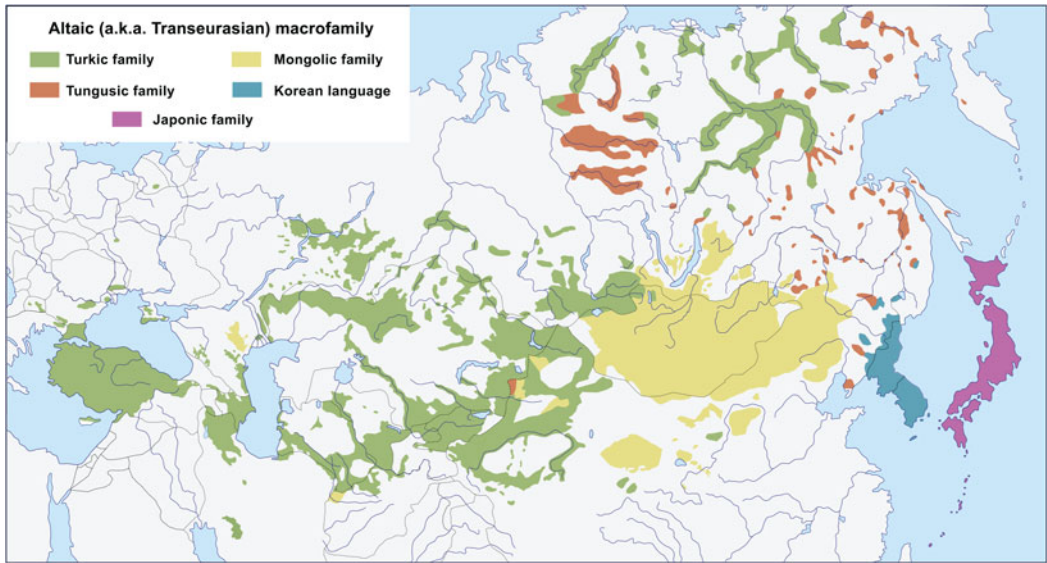 Altaic (a.k.a. Transeurasian) macrofamily
Turkic family
Mongolic family
Tungusic family
Korean language
Japonic family